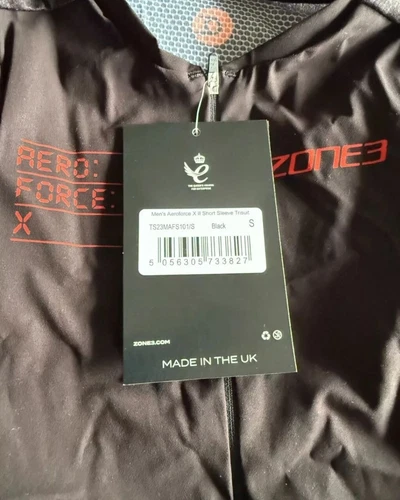 AERO:
FORCE:
X
ZONE3
Men's Aeroforce X II Short Sleeve Trisuit
TS23MAFS101/S Black S
5 056305 733827
ZONE3.COM
MADE IN THE UK